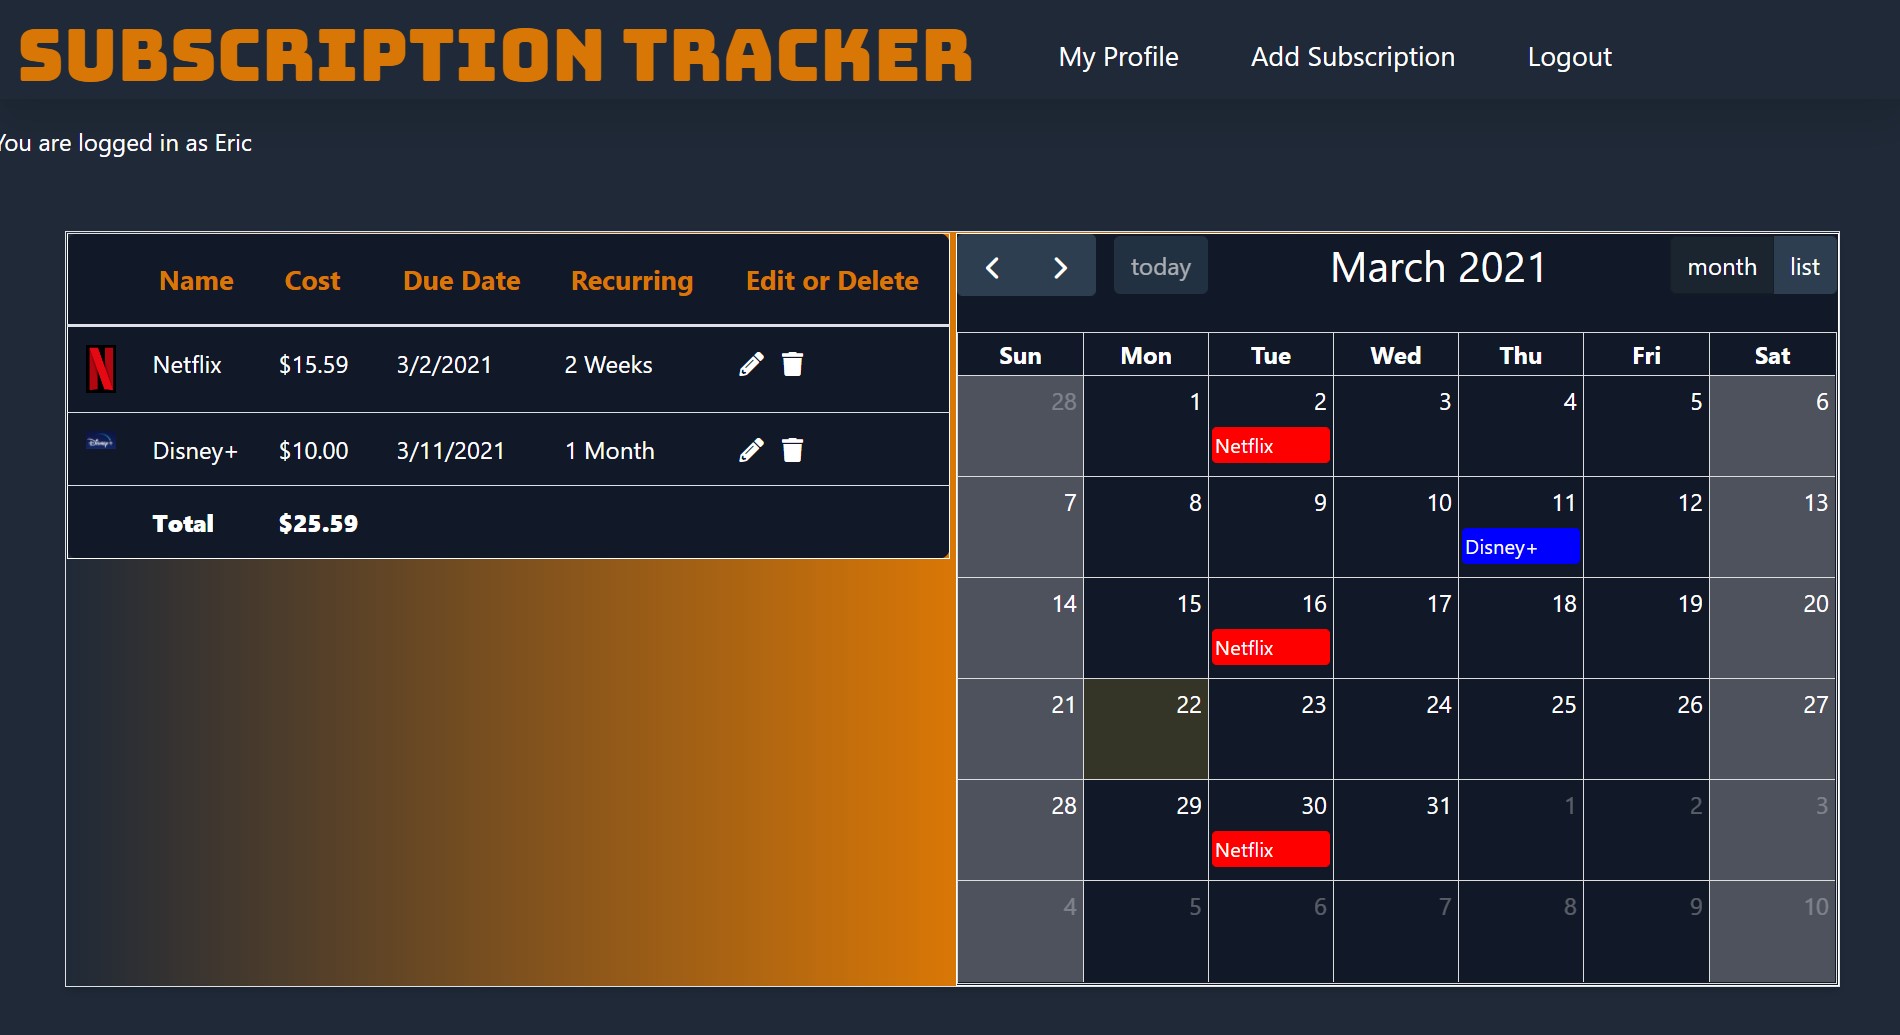 SUBSCRIPTION TRACKER My Profile Add Subscription Logout
You are logged in as Eric
Name Cost Due Date Recurring Edit or Delete
N Netflix $15.59 3/2/2021 2 Weeks
Disney+ Disney+ $10.00 3/11/2021 1 Month
Total $25.59
today March 2021 month list
Sun Mon Tue Wed Thu Fri Sat
28 1 2 3 4 5 6
Netflix
7 8 9 10 11 12 13
Disney+
14 15 16 17 18 19 20
Netflix
21 22 23 24 25 26 27
28 29 30 31 1 2 3
Netflix
4 5 6 7 8 9 10